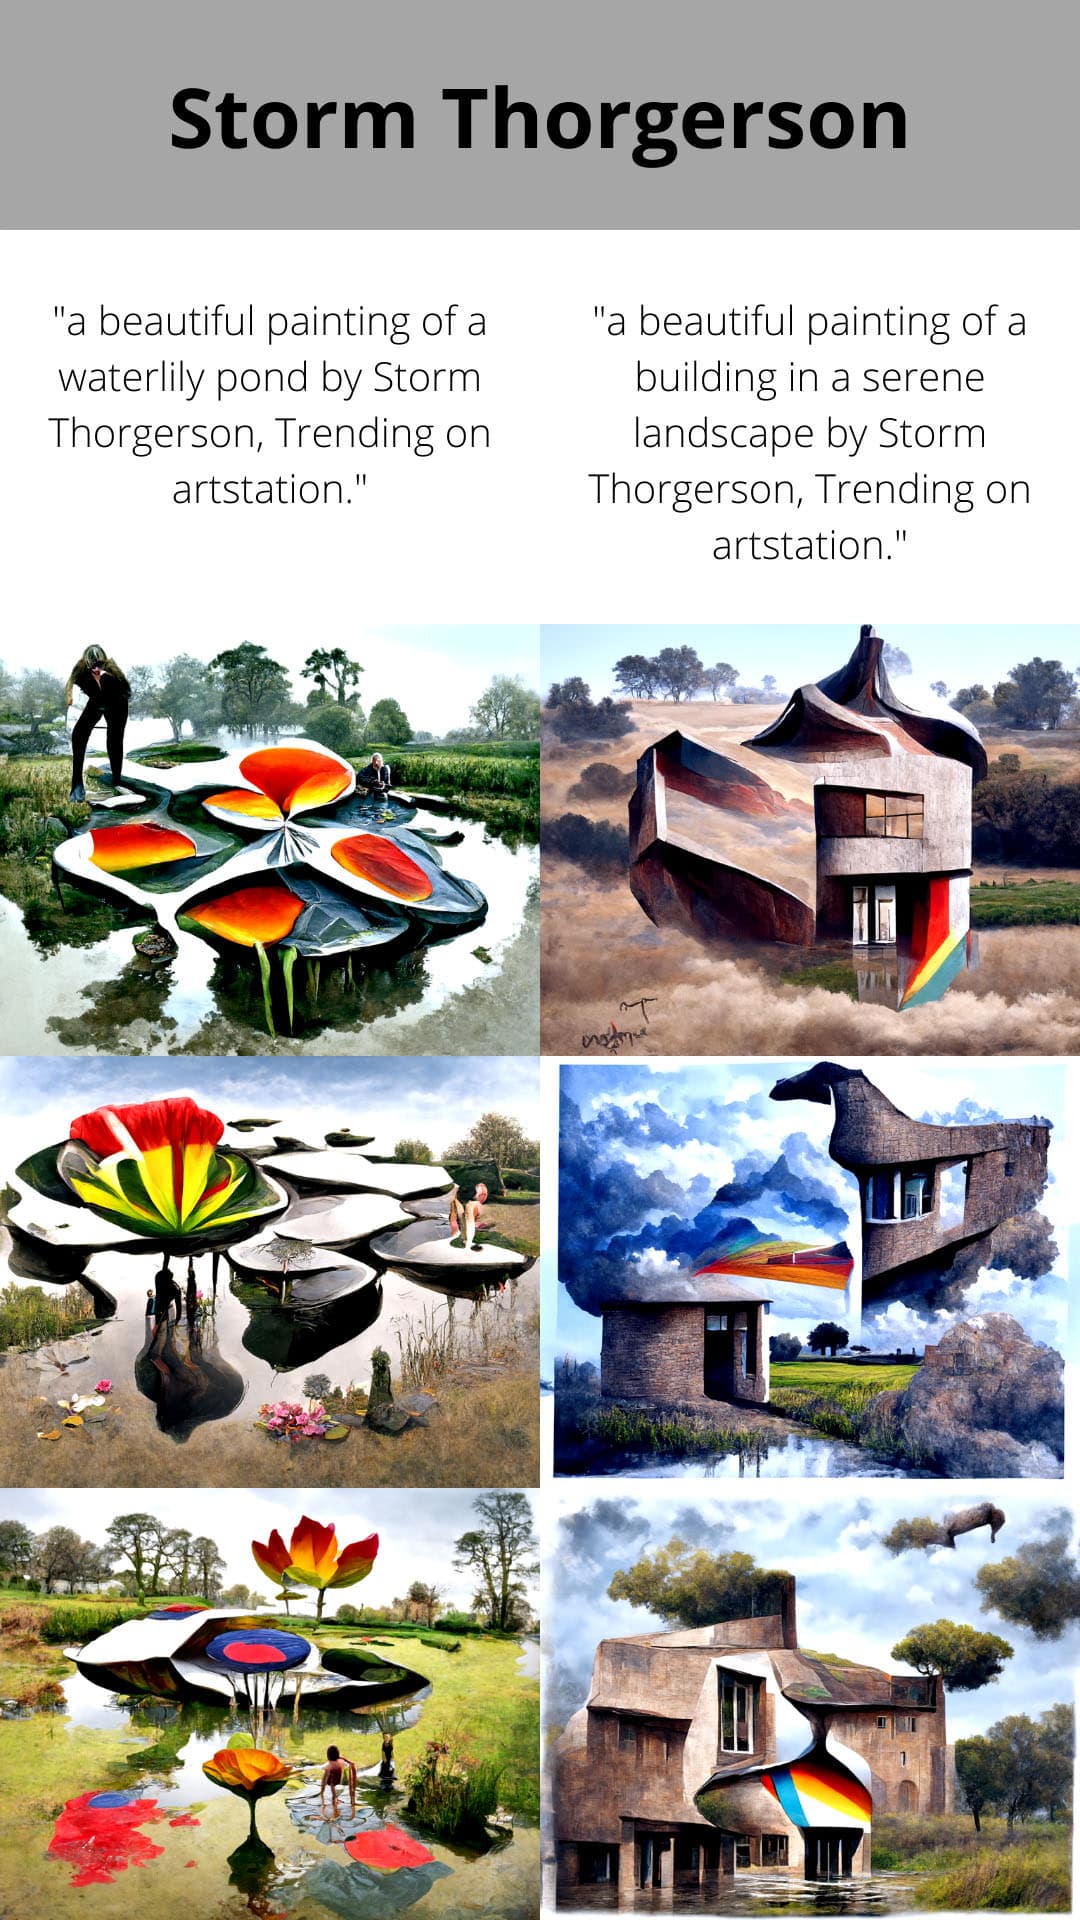 Storm Thorgerson
"a beautiful painting of a
waterlily pond by Storm
Thorgerson, Trending on
artstation."
"a beautiful painting of a
building in a serene
landscape by Storm
Thorgerson, Trending on
artstation."